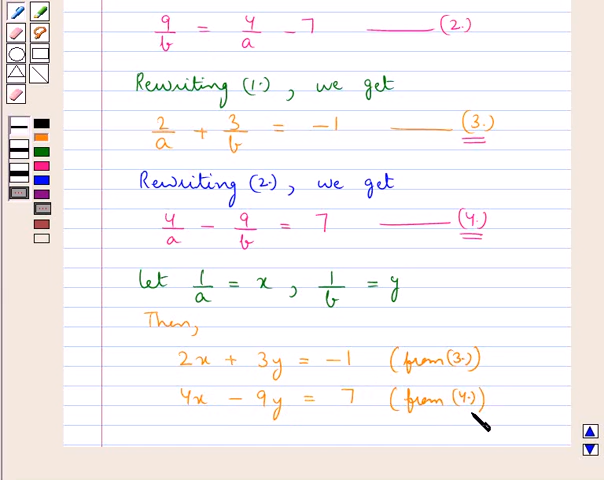 9/b = 4/a - 7 ——— (2.)
Rewriting (1.), we get
2/a + 3/b = -1 ——— (3.)
Rewriting (2.), we get
4/a - 9/b = 7 ——— (4.)
let 1/a = x, 1/b = y
Then,
2x + 3y = -1 (from (3.))
4x - 9y = 7 (from (4.))